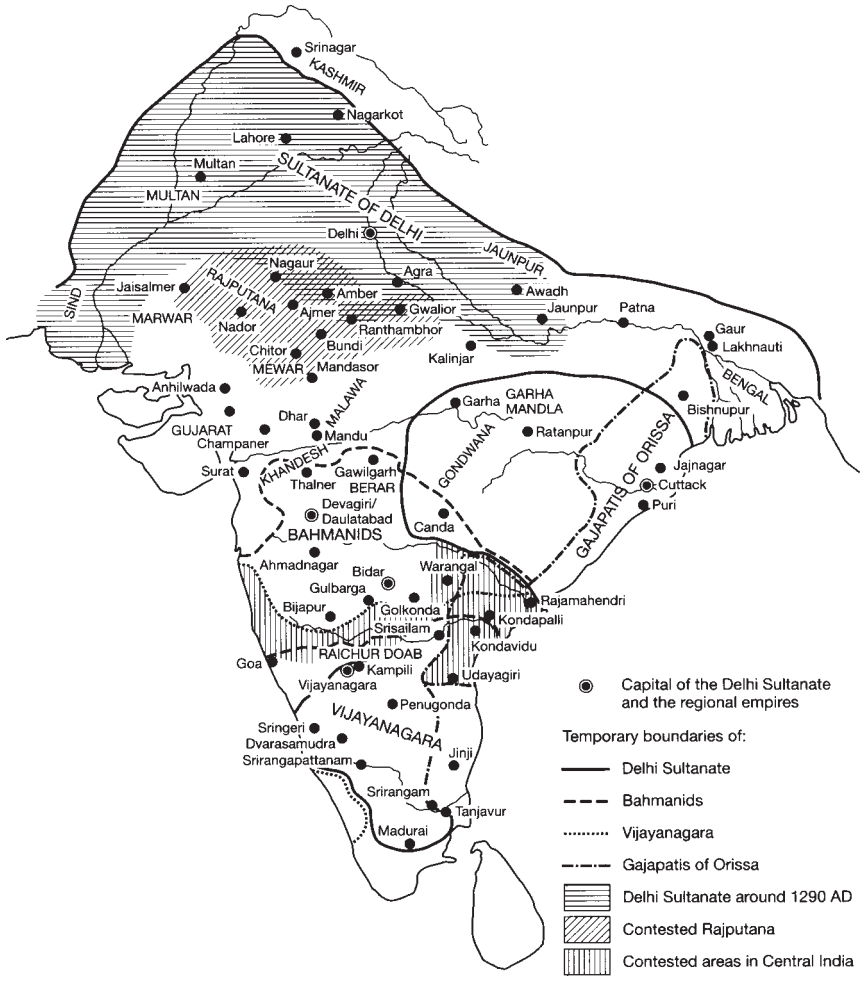 Srinagar
KASHMIR
Nagarkot
Lahore
Multan
MULTAN
SULTANATE OF DELHI
Delhi
JAUNPUR
Nagaur
Agra
Jaisalmer
RAJPUTANA
Amber
Awadh
SIND
MARWAR
Ajmer
Gwalior
Jaunpur
Patna
Nador
Ranthambhor
Gaur
Bundi
Lakhnauti
Chitor
Kalinjar
MEWAR
Mandasor
BENGAL
Anhilwada
MALAWA
Garha
GARHA
MANDLA
Bishnupur
Dhar
GUJARAT
Champaner
Mandu
Ratanpur
GONDWANA
KHANDESH
Surat
Thalner
Gawilgarh
BERAR
Jajnagar
GAJAPATIS OF ORISSA
Cuttack
Puri
Devagiri/
Daulatabad
Canda
BAHMANIDS
Ahmadnagar
Warangal
Bidar
Gulbarga
Rajamahendri
Golkonda
Bijapur
Kondapalli
Srisailam
Kondavidu
RAICHUR DOAB
Goa
Kampili
Vijayanagara
Udayagiri
Penugonda
VIJAYANAGARA
Sringeri
Dvarasamudra
Srirangapattanam
Jinji
Srirangam
Tanjavur
Madurai
Capital of the Delhi Sultanate
and the regional empires
Temporary boundaries of:
Delhi Sultanate
Bahmanids
Vijayanagara
Gajapatis of Orissa
Delhi Sultanate around 1290 AD
Contested Rajputana
Contested areas in Central India